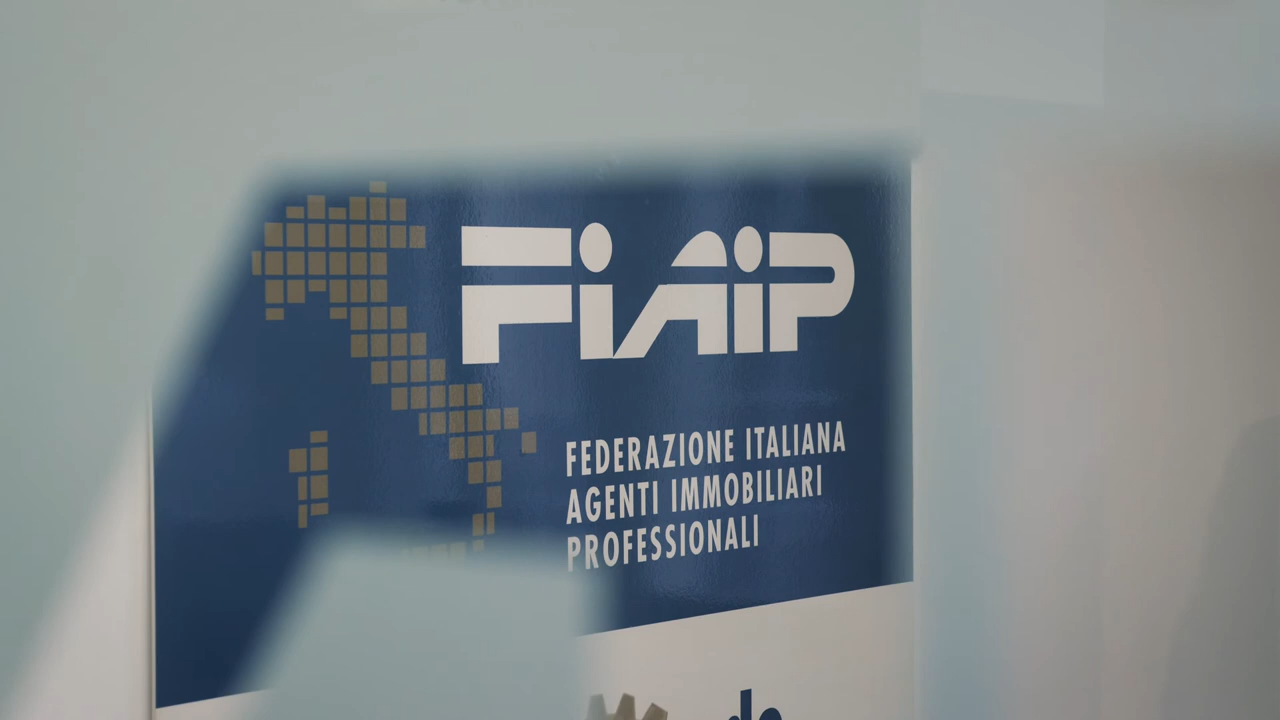 FIAIP
FEDERAZIONE ITALIANA
AGENTI IMMOBILIARI
PROFESSIONALI